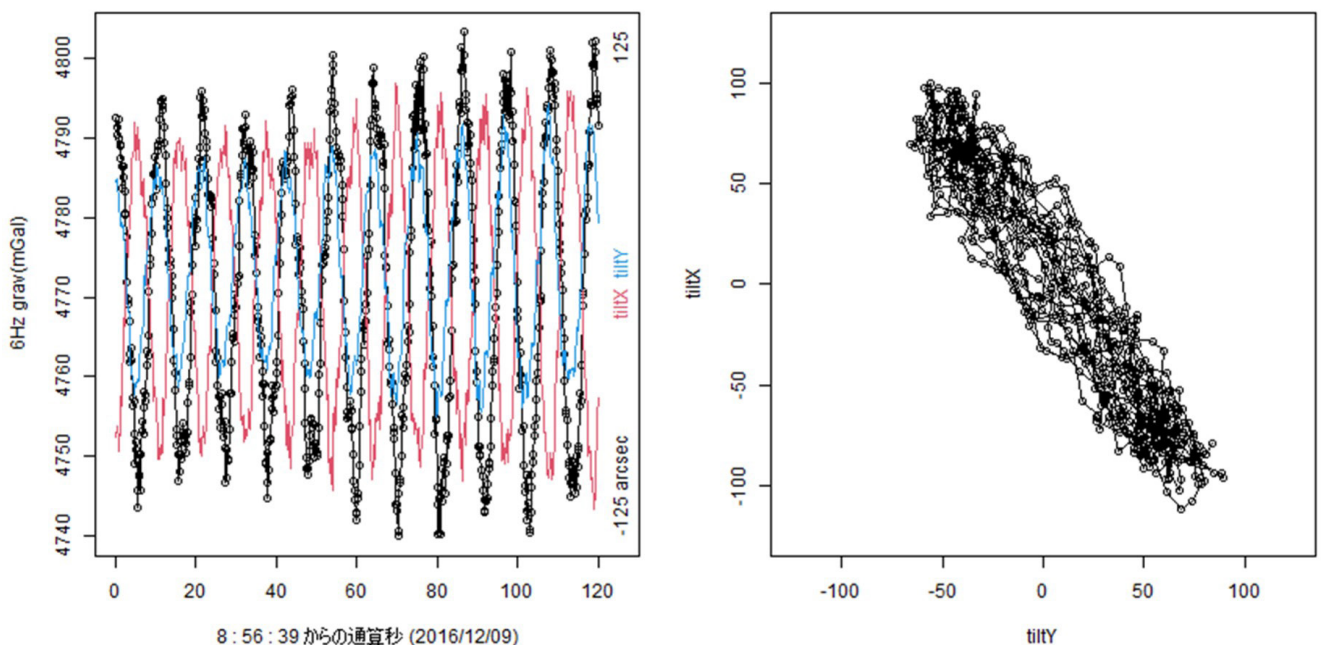 6Hz grav(mGal)
4800
4790
4780
4770
4760
4750
4740
125
tiltX tiltY
-125 arcsec
0 20 40 60 80 100 120
8 : 56 : 39 からの通算秒 (2016/12/09)
tiltX
100
50
0
-50
-100
-100 -50 0 50 100
tiltY